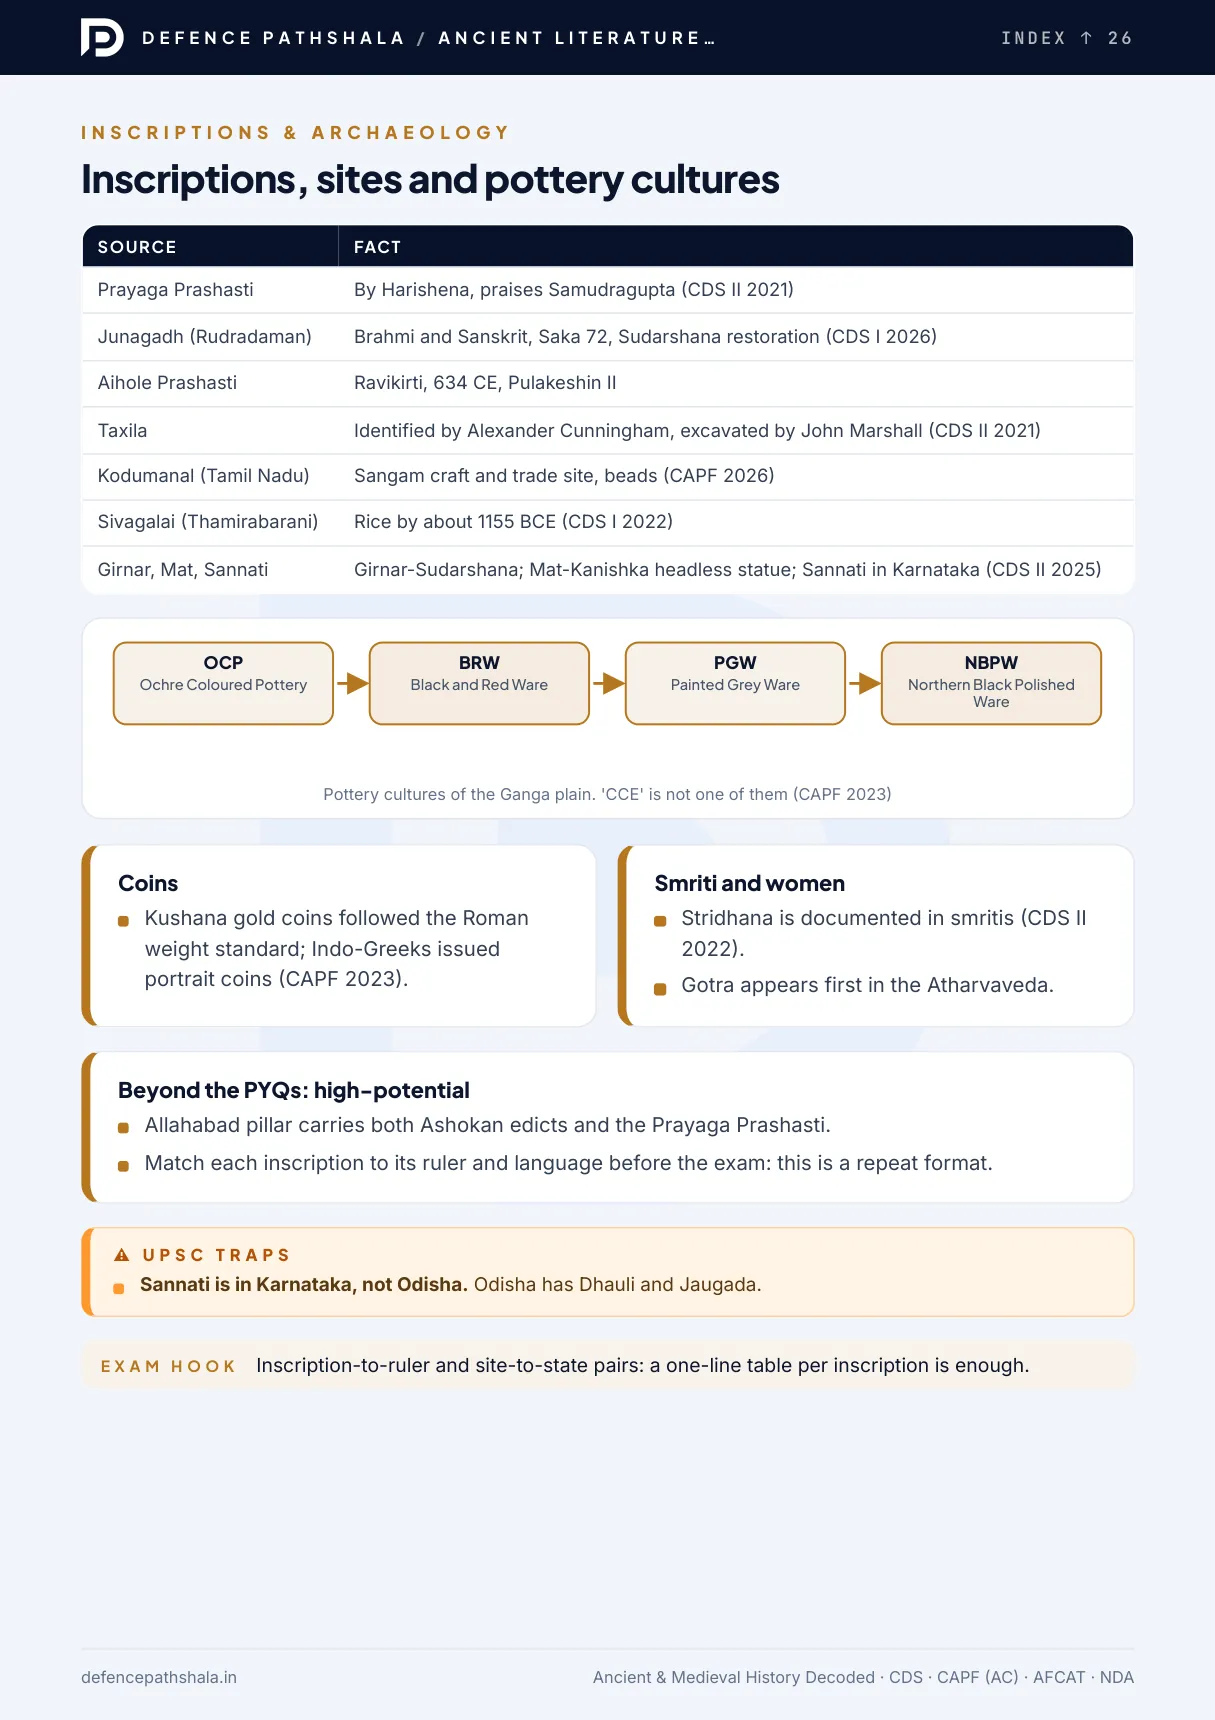 DEFENCE PATHSHALA / ANCIENT LITERATURE…
INDEX ↑ 26
INSCRIPTIONS & ARCHAEOLOGY
Inscriptions, sites and pottery cultures
SOURCE FACT
Prayaga Prashasti By Harishena, praises Samudragupta (CDS II 2021)
Junagadh (Rudradaman) Brahmi and Sanskrit, Saka 72, Sudarshana restoration (CDS I 2026)
Aihole Prashasti Ravikirti, 634 CE, Pulakeshin II
Taxila Identified by Alexander Cunningham, excavated by John Marshall (CDS II 2021)
Kodumanal (Tamil Nadu) Sangam craft and trade site, beads (CAPF 2026)
Sivagalai (Thamirabarani) Rice by about 1155 BCE (CDS I 2022)
Girnar, Mat, Sannati Girnar-Sudarshana; Mat-Kanishka headless statue; Sannati in Karnataka (CDS II 2025)
OCP
Ochre Coloured Pottery
BRW
Black and Red Ware
PGW
Painted Grey Ware
NBPW
Northern Black Polished
Ware
Pottery cultures of the Ganga plain. 'CCE' is not one of them (CAPF 2023)
Coins
Kushana gold coins followed the Roman
weight standard; Indo-Greeks issued
portrait coins (CAPF 2023).
Smriti and women
Stridhana is documented in smritis (CDS II
2022).
Gotra appears first in the Atharvaveda.
Beyond the PYQs: high-potential
Allahabad pillar carries both Ashokan edicts and the Prayaga Prashasti.
Match each inscription to its ruler and language before the exam: this is a repeat format.
⚠ UPSC TRAPS
Sannati is in Karnataka, not Odisha. Odisha has Dhauli and Jaugada.
EXAM HOOK Inscription-to-ruler and site-to-state pairs: a one-line table per inscription is enough.
defencepathshala.in
Ancient & Medieval History Decoded · CDS · CAPF (AC) · AFCAT · NDA